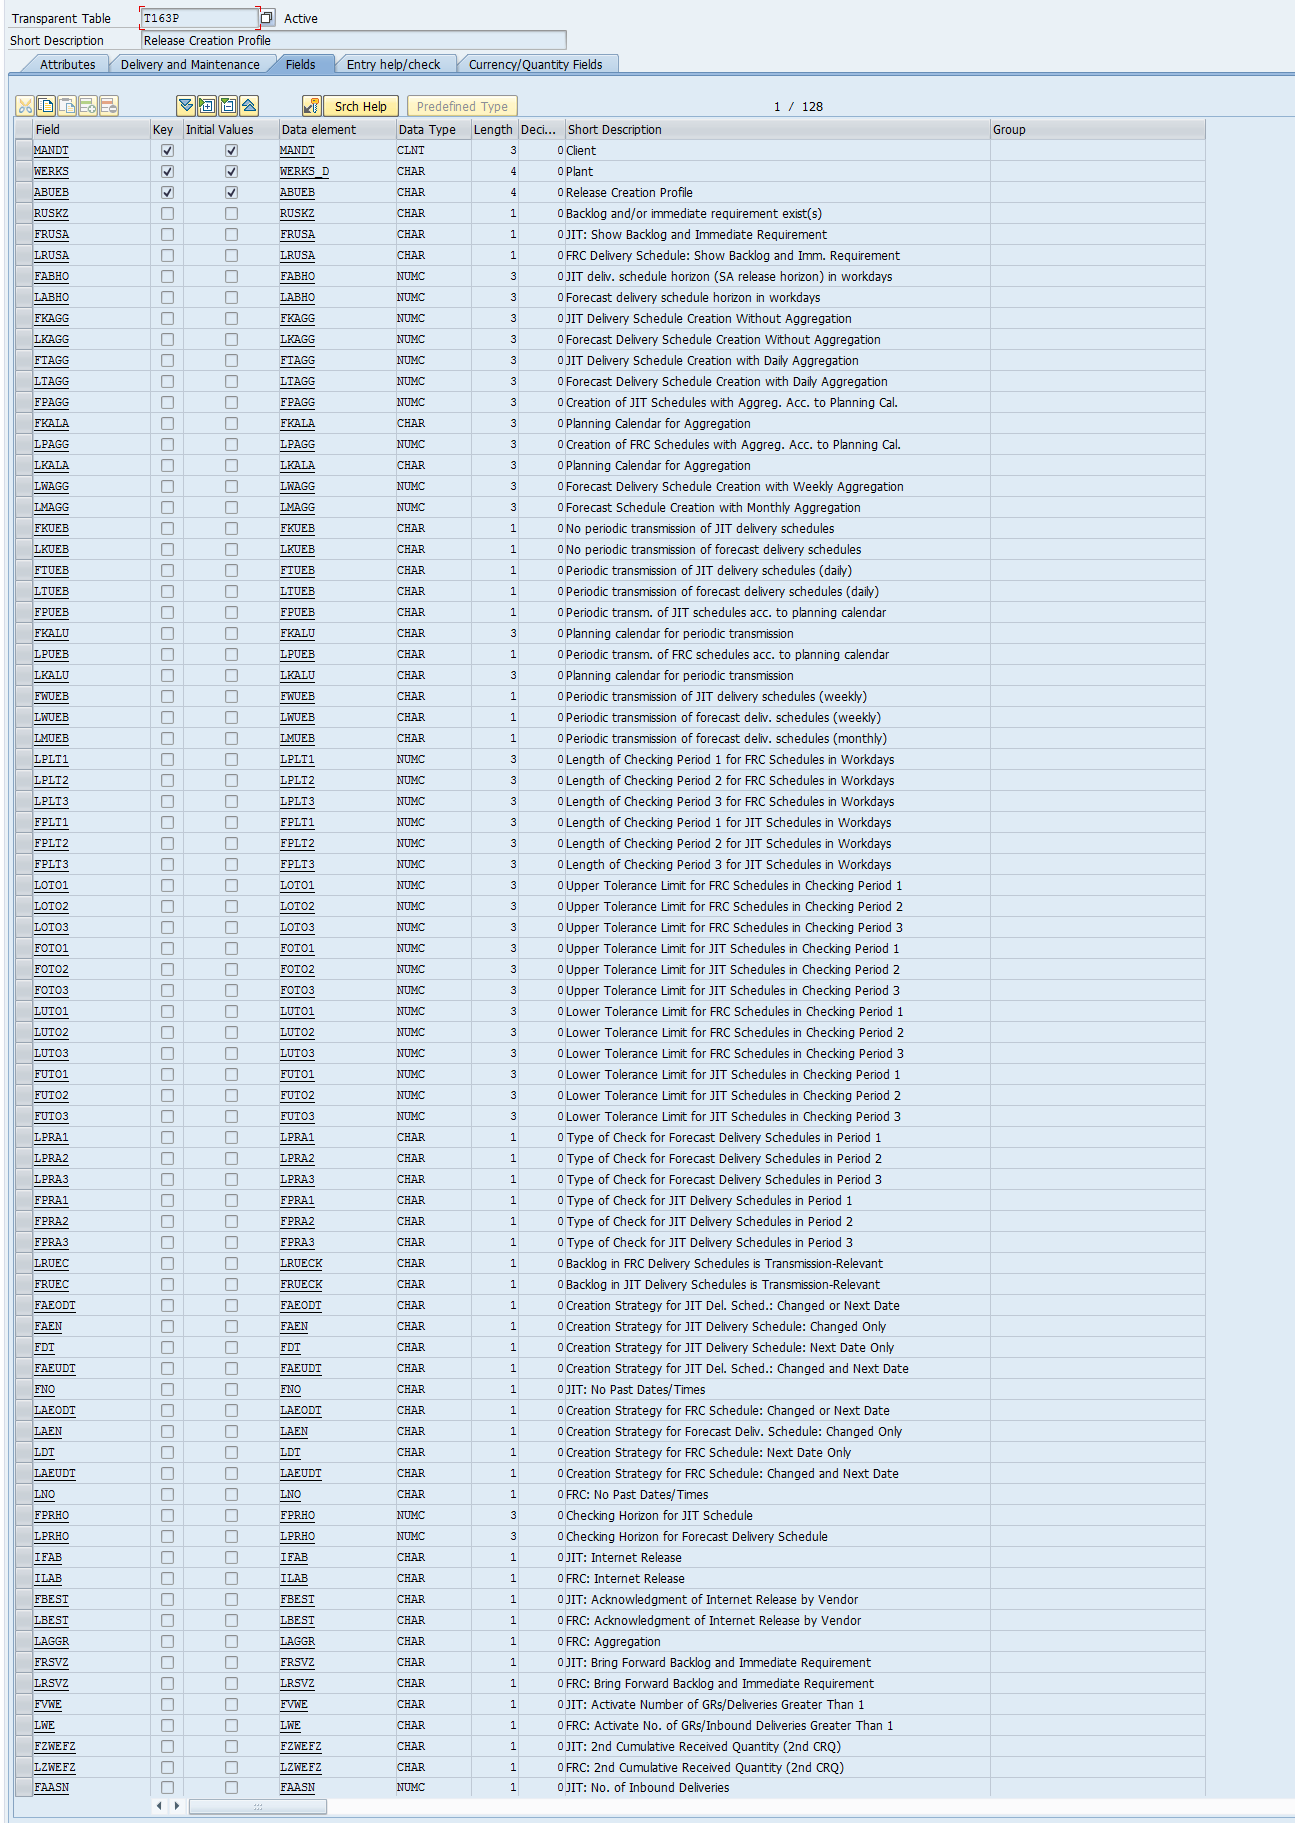 Transparent Table T163P Active
Short Description Release Creation Profile
Attributes Delivery and Maintenance Fields Entry help/check Currency/Quantity Fields
Srch Help Predefined Type 1 / 128
Field Key Initial Values Data element Data Type Length Deci... Short Description Group
MANDT MANDT CLNT 3 0 Client
WERKS WERKS_D CHAR 4 0 Plant
ABUEB ABUEB CHAR 4 0 Release Creation Profile
RUSKZ RUSKZ CHAR 1 0 Backlog and/or immediate requirement exist(s)
FRUSA FRUSA CHAR 1 0 JIT: Show Backlog and Immediate Requirement
LRUSA LRUSA CHAR 1 0 FRC Delivery Schedule: Show Backlog and Imm. Requirement
FABHO FABHO NUMC 3 0 JIT deliv. schedule horizon (SA release horizon) in workdays
LABHO LABHO NUMC 3 0 Forecast delivery schedule horizon in workdays
FKAGG FKAGG NUMC 3 0 JIT Delivery Schedule Creation Without Aggregation
LKAGG LKAGG NUMC 3 0 Forecast Delivery Schedule Creation Without Aggregation
FTAGG FTAGG NUMC 3 0 JIT Delivery Schedule Creation with Daily Aggregation
LTAGG LTAGG NUMC 3 0 Forecast Delivery Schedule Creation with Daily Aggregation
FPAGG FPAGG NUMC 3 0 Creation of JIT Schedules with Aggreg. Acc. to Planning Cal.
FKALA FKALA CHAR 3 0 Planning Calendar for Aggregation
LPAGG LPAGG NUMC 3 0 Creation of FRC Schedules with Aggreg. Acc. to Planning Cal.
LKALA LKALA CHAR 3 0 Planning Calendar for Aggregation
LWAGG LWAGG NUMC 3 0 Forecast Delivery Schedule Creation with Weekly Aggregation
LMAGG LMAGG NUMC 3 0 Forecast Schedule Creation with Monthly Aggregation
FKUEB FKUEB CHAR 1 0 No periodic transmission of JIT delivery schedules
LKUEB LKUEB CHAR 1 0 No periodic transmission of forecast delivery schedules
FTUEB FTUEB CHAR 1 0 Periodic transmission of JIT delivery schedules (daily)
LTUEB LTUEB CHAR 1 0 Periodic transmission of forecast delivery schedules (daily)
FPUEB FPUEB CHAR 1 0 Periodic transm. of JIT schedules acc. to planning calendar
FKALU FKALU CHAR 3 0 Planning calendar for periodic transmission
LPUEB LPUEB CHAR 1 0 Periodic transm. of FRC schedules acc. to planning calendar
LKALU LKALU CHAR 3 0 Planning calendar for periodic transmission
FWUEB FWUEB CHAR 1 0 Periodic transmission of JIT delivery schedules (weekly)
LWUEB LWUEB CHAR 1 0 Periodic transmission of forecast deliv. schedules (weekly)
LMUEB LMUEB CHAR 1 0 Periodic transmission of forecast deliv. schedules (monthly)
LPLT1 LPLT1 NUMC 3 0 Length of Checking Period 1 for FRC Schedules in Workdays
LPLT2 LPLT2 NUMC 3 0 Length of Checking Period 2 for FRC Schedules in Workdays
LPLT3 LPLT3 NUMC 3 0 Length of Checking Period 3 for FRC Schedules in Workdays
FPLT1 FPLT1 NUMC 3 0 Length of Checking Period 1 for JIT Schedules in Workdays
FPLT2 FPLT2 NUMC 3 0 Length of Checking Period 2 for JIT Schedules in Workdays
FPLT3 FPLT3 NUMC 3 0 Length of Checking Period 3 for JIT Schedules in Workdays
LOTO1 LOTO1 NUMC 3 0 Upper Tolerance Limit for FRC Schedules in Checking Period 1
LOTO2 LOTO2 NUMC 3 0 Upper Tolerance Limit for FRC Schedules in Checking Period 2
LOTO3 LOTO3 NUMC 3 0 Upper Tolerance Limit for FRC Schedules in Checking Period 3
FOTO1 FOTO1 NUMC 3 0 Upper Tolerance Limit for JIT Schedules in Checking Period 1
FOTO2 FOTO2 NUMC 3 0 Upper Tolerance Limit for JIT Schedules in Checking Period 2
FOTO3 FOTO3 NUMC 3 0 Upper Tolerance Limit for JIT Schedules in Checking Period 3
LUTO1 LUTO1 NUMC 3 0 Lower Tolerance Limit for FRC Schedules in Checking Period 1
LUTO2 LUTO2 NUMC 3 0 Lower Tolerance Limit for FRC Schedules in Checking Period 2
LUTO3 LUTO3 NUMC 3 0 Lower Tolerance Limit for FRC Schedules in Checking Period 3
FUTO1 FUTO1 NUMC 3 0 Lower Tolerance Limit for JIT Schedules in Checking Period 1
FUTO2 FUTO2 NUMC 3 0 Lower Tolerance Limit for JIT Schedules in Checking Period 2
FUTO3 FUTO3 NUMC 3 0 Lower Tolerance Limit for JIT Schedules in Checking Period 3
LPRA1 LPRA1 CHAR 1 0 Type of Check for Forecast Delivery Schedules in Period 1
LPRA2 LPRA2 CHAR 1 0 Type of Check for Forecast Delivery Schedules in Period 2
LPRA3 LPRA3 CHAR 1 0 Type of Check for Forecast Delivery Schedules in Period 3
FPRA1 FPRA1 CHAR 1 0 Type of Check for JIT Delivery Schedules in Period 1
FPRA2 FPRA2 CHAR 1 0 Type of Check for JIT Delivery Schedules in Period 2
FPRA3 FPRA3 CHAR 1 0 Type of Check for JIT Delivery Schedules in Period 3
LRUEC LRUECK CHAR 1 0 Backlog in FRC Delivery Schedules is Transmission-Relevant
FRUEC FRUECK CHAR 1 0 Backlog in JIT Delivery Schedules is Transmission-Relevant
FAEODT FAEODT CHAR 1 0 Creation Strategy for JIT Del. Sched.: Changed or Next Date
FAEN FAEN CHAR 1 0 Creation Strategy for JIT Delivery Schedule: Changed Only
FDT FDT CHAR 1 0 Creation Strategy for JIT Delivery Schedule: Next Date Only
FAEUDT FAEUDT CHAR 1 0 Creation Strategy for JIT Del. Sched.: Changed and Next Date
FNO FNO CHAR 1 0 JIT: No Past Dates/Times
LAEODT LAEODT CHAR 1 0 Creation Strategy for FRC Schedule: Changed or Next Date
LAEN LAEN CHAR 1 0 Creation Strategy for Forecast Deliv. Schedule: Changed Only
LDT LDT CHAR 1 0 Creation Strategy for FRC Schedule: Next Date Only
LAEUDT LAEUDT CHAR 1 0 Creation Strategy for FRC Schedule: Changed and Next Date
LNO LNO CHAR 1 0 FRC: No Past Dates/Times
FPRHO FPRHO NUMC 3 0 Checking Horizon for JIT Schedule
LPRHO LPRHO NUMC 3 0 Checking Horizon for Forecast Delivery Schedule
IFAB IFAB CHAR 1 0 JIT: Internet Release
ILAB ILAB CHAR 1 0 FRC: Internet Release
FBEST FBEST CHAR 1 0 JIT: Acknowledgment of Internet Release by Vendor
LBEST LBEST CHAR 1 0 FRC: Acknowledgment of Internet Release by Vendor
LAGGR LAGGR CHAR 1 0 FRC: Aggregation
FRSVZ FRSVZ CHAR 1 0 JIT: Bring Forward Backlog and Immediate Requirement
LRSVZ LRSVZ CHAR 1 0 FRC: Bring Forward Backlog and Immediate Requirement
FVWE FVWE CHAR 1 0 JIT: Activate Number of GRs/Deliveries Greater Than 1
LWE LWE CHAR 1 0 FRC: Activate No. of GRs/Inbound Deliveries Greater Than 1
FZWEFZ FZWEFZ CHAR 1 0 JIT: 2nd Cumulative Received Quantity (2nd CRQ)
LZWEFZ LZWEFZ CHAR 1 0 FRC: 2nd Cumulative Received Quantity (2nd CRQ)
FAASN FAASN NUMC 1 0 JIT: No. of Inbound Deliveries